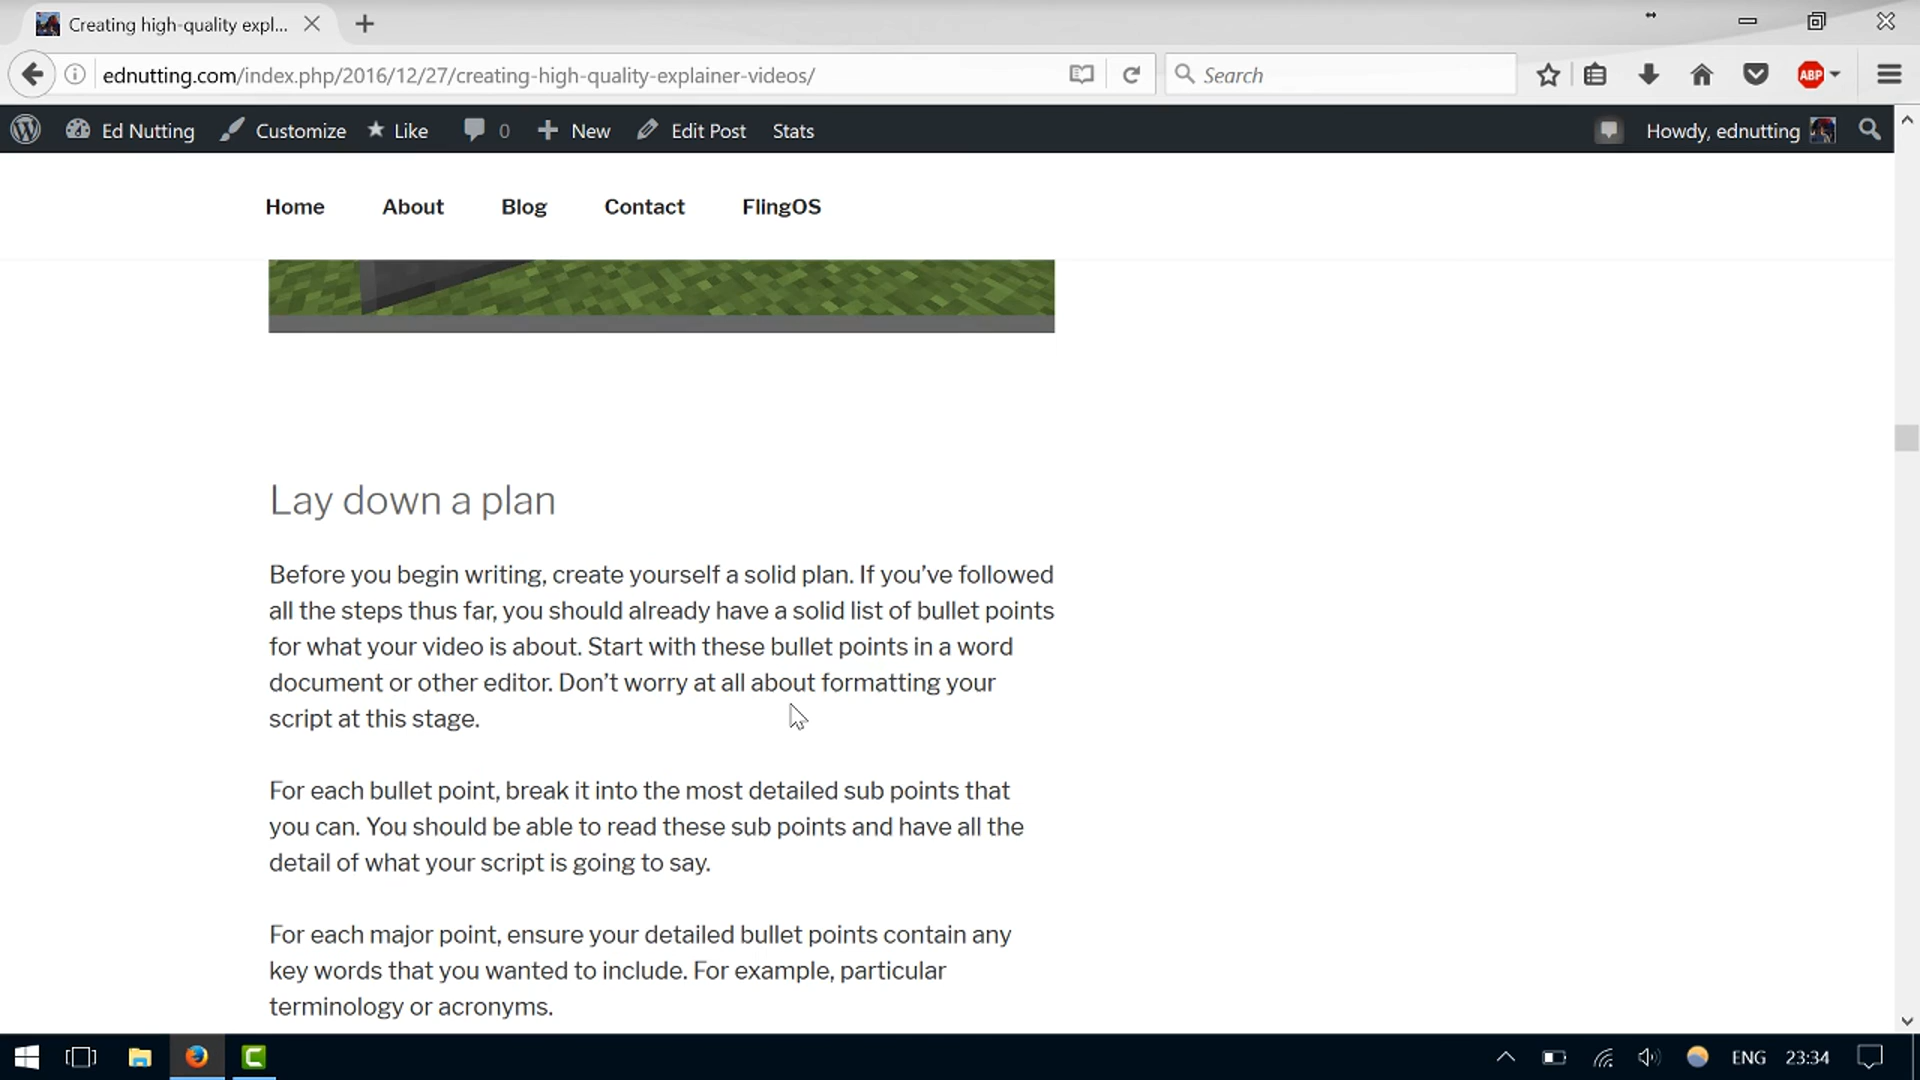 Creating high-quality expl...
ednutting.com/index.php/2016/12/27/creating-high-quality-explainer-videos/
Search
ABP
Ed Nutting
Customize
Like
0
New
Edit Post
Stats
Howdy, ednutting
Home
About
Blog
Contact
FlingOS
Lay down a plan
Before you begin writing, create yourself a solid plan. If you’ve followed
all the steps thus far, you should already have a solid list of bullet points
for what your video is about. Start with these bullet points in a word
document or other editor. Don’t worry at all about formatting your
script at this stage.
For each bullet point, break it into the most detailed sub points that
you can. You should be able to read these sub points and have all the
detail of what your script is going to say.
For each major point, ensure your detailed bullet points contain any
key words that you wanted to include. For example, particular
terminology or acronyms.
ENG
23:34